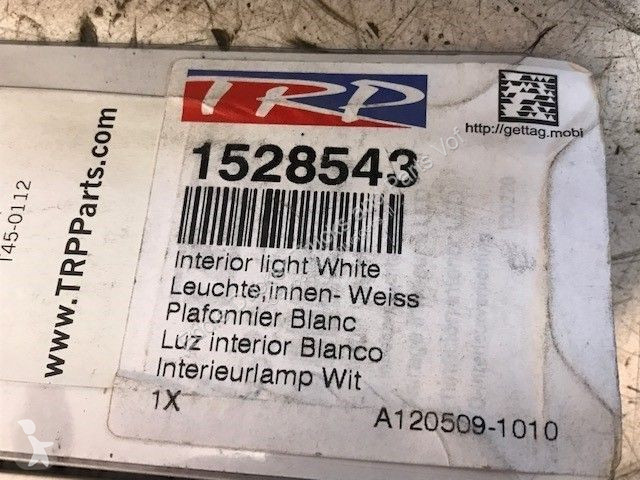 TRP
http://gettag.mobi
1528543
Interior light White
Leuchte,innen- Weiss
Plafonnier Blanc
Luz interior Blanco
Interieurlamp Wit
1X
A120509-1010
www.TRPParts.com
T45-0112